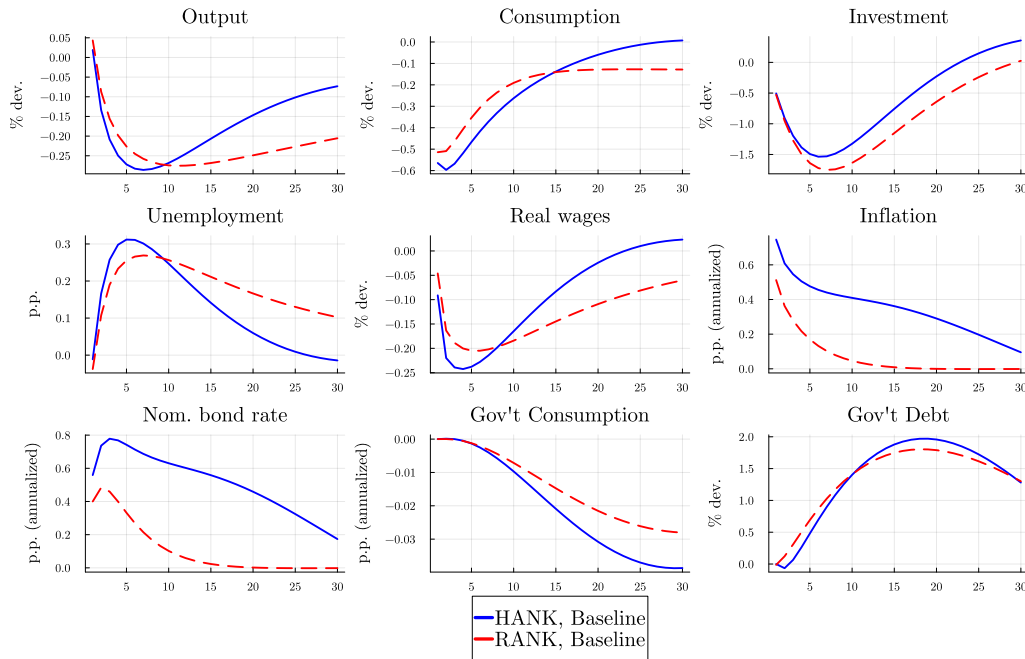 Output
Consumption
Investment
% dev.
0.05
0.00
−0.05
−0.10
−0.15
−0.20
−0.25
5 10 15 20 25 30
% dev.
0.0
−0.1
−0.2
−0.3
−0.4
−0.5
−0.6
5 10 15 20 25 30
% dev.
0.0
−0.5
−1.0
−1.5
5 10 15 20 25 30
Unemployment
Real wages
Inflation
p.p.
0.3
0.2
0.1
0.0
5 10 15 20 25 30
% dev.
0.00
−0.05
−0.10
−0.15
−0.20
−0.25
5 10 15 20 25 30
p.p. (annualized)
0.6
0.4
0.2
0.0
5 10 15 20 25 30
Nom. bond rate
Gov't Consumption
Gov't Debt
p.p. (annualized)
0.8
0.6
0.4
0.2
0.0
5 10 15 20 25 30
p.p. (annualized)
0.00
−0.01
−0.02
−0.03
5 10 15 20 25 30
% dev.
2.0
1.5
1.0
0.5
0.0
5 10 15 20 25 30
HANK, Baseline
RANK, Baseline